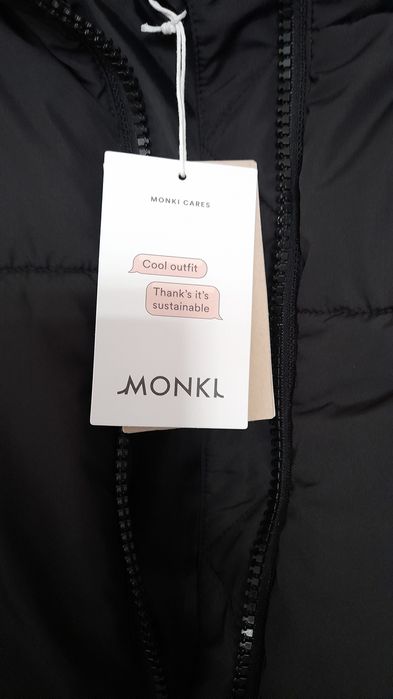 MONKI CARES
Cool outfit
Thank's it's
sustainable
MONKI